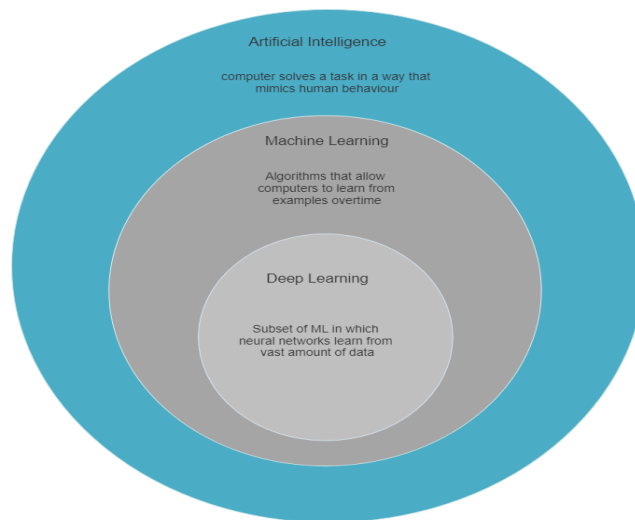 Artificial Intelligence
computer solves a task in a way that
mimics human behaviour
Machine Learning
Algorithms that allow
computers to learn from
examples overtime
Deep Learning
Subset of ML in which
neural networks learn from
vast amount of data